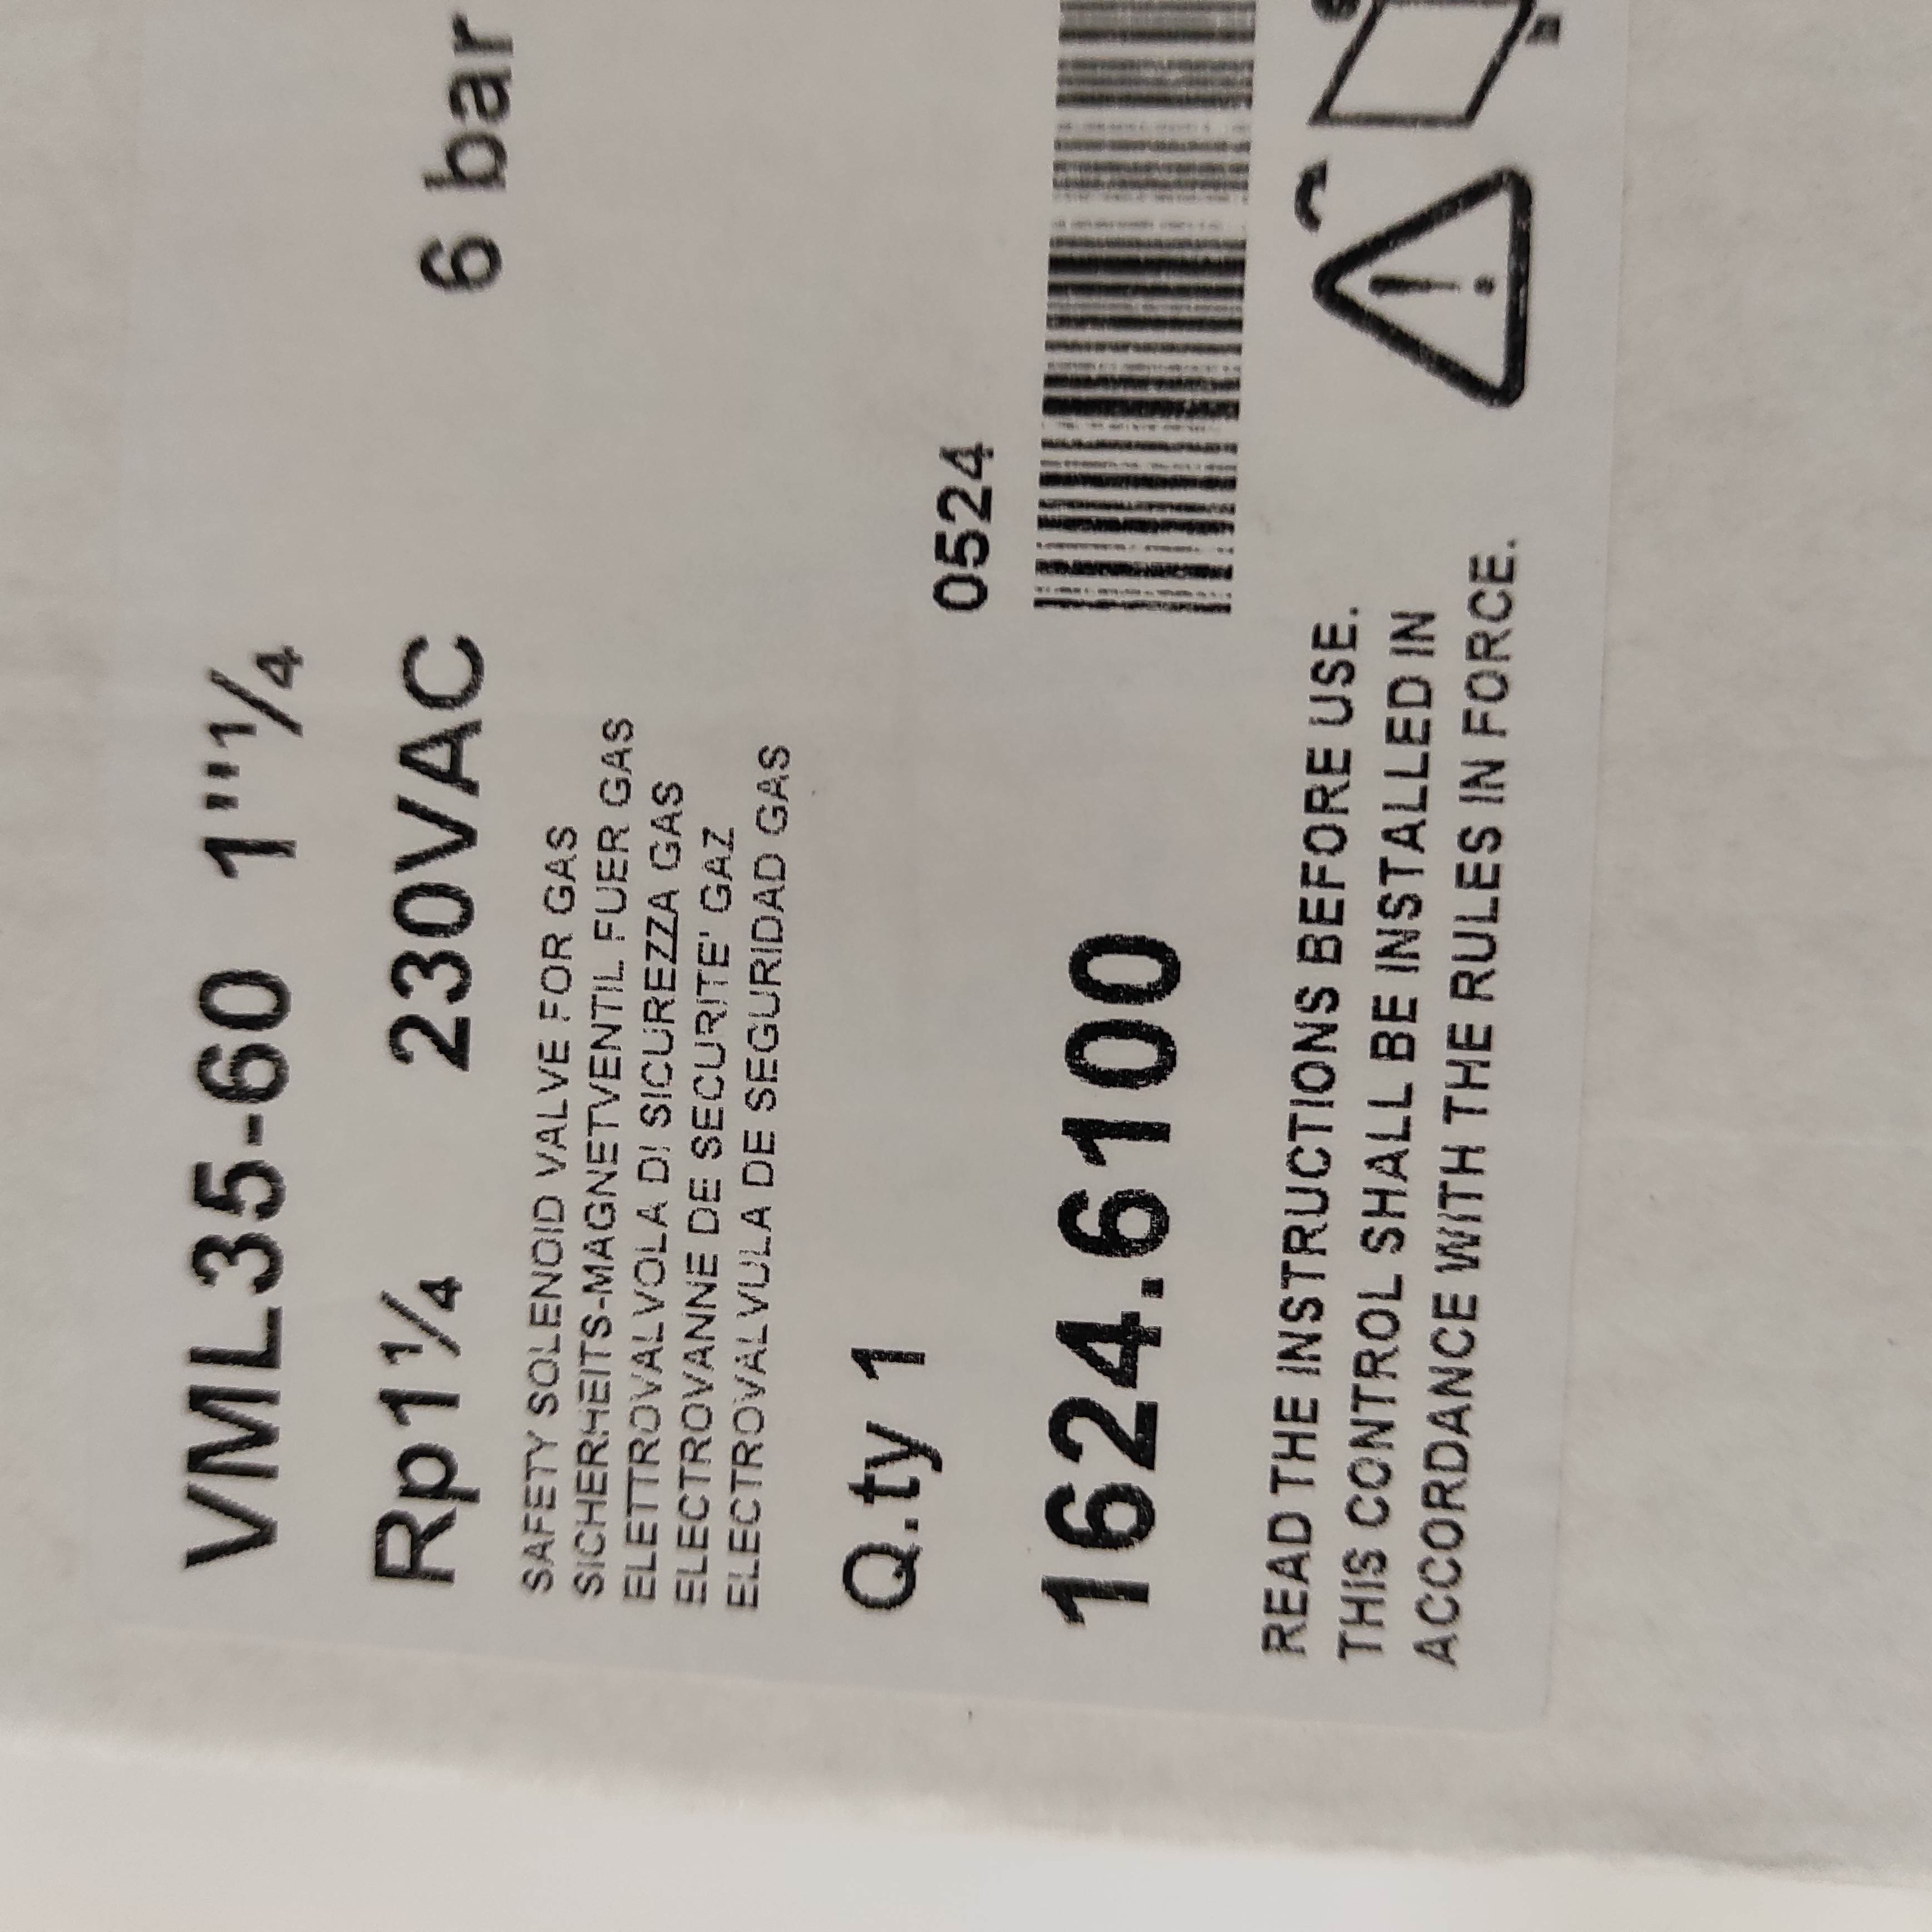 VML35-60 1"1/4
Rp1 1/4 230VAC 6 bar
SAFETY SOLENOID VALVE FOR GAS
SICHERHEITS-MAGNETVENTIL FUER GAS
ELETTROVALVOLA DI SICUREZZA GAS
ELECTROVANNE DE SECURITE' GAZ
ELECTROVALVULA DE SEGURIDAD GAS
Q.ty 1
0524
1624.6100
READ THE INSTRUCTIONS BEFORE USE.
THIS CONTROL SHALL BE INSTALLED IN
ACCORDANCE WITH THE RULES IN FORCE.